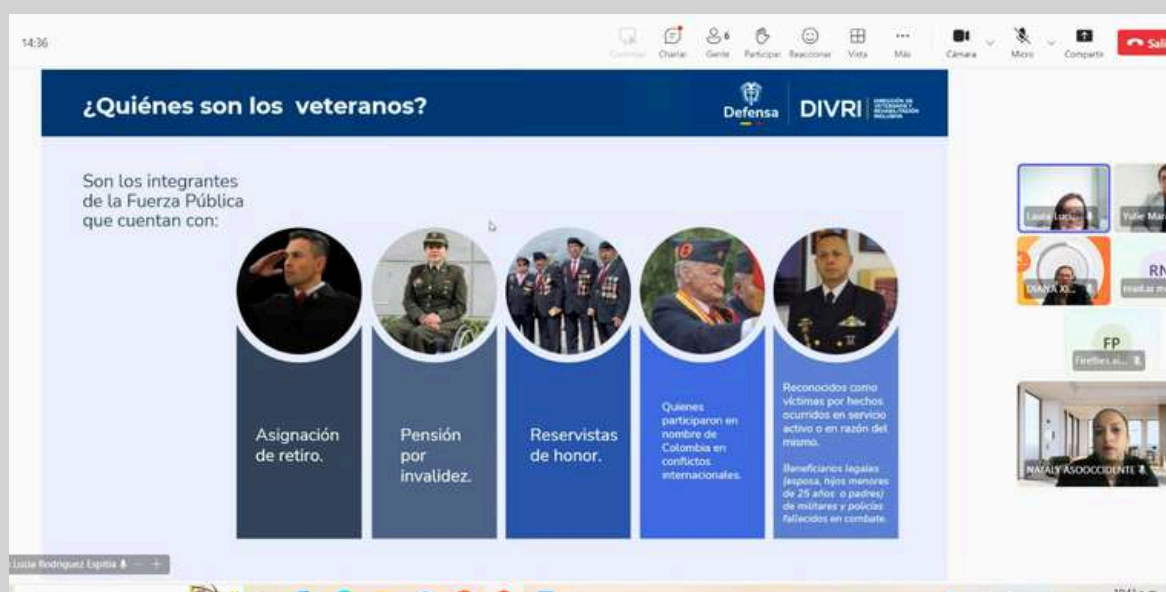 14:36
Charlar
Gente
6
Participar
Reaccionar
Vista
Más
Cámara
Micro
Compartir
¿Quiénes son los veteranos?
Defensa
DIVRI
Son los integrantes
de la Fuerza Pública
que cuentan con:
Asignación
de retiro.
Pensión
por
invalidez.
Reservistas
de honor.
Quienes
participaron en
nombre de
Colombia en
conflictos
internacionales.
Reconocidos como
víctimas por hechos
ocurridos en servicio
activo o en razón del
mismo.
Beneficiarios legales
(esposa, hijos menores
de 25 años o padres)
de militares y policías
fallecidos en combate.
RN
FP
NATALY ASOOCCIDENTE
Lucia Rodriguez Espitia